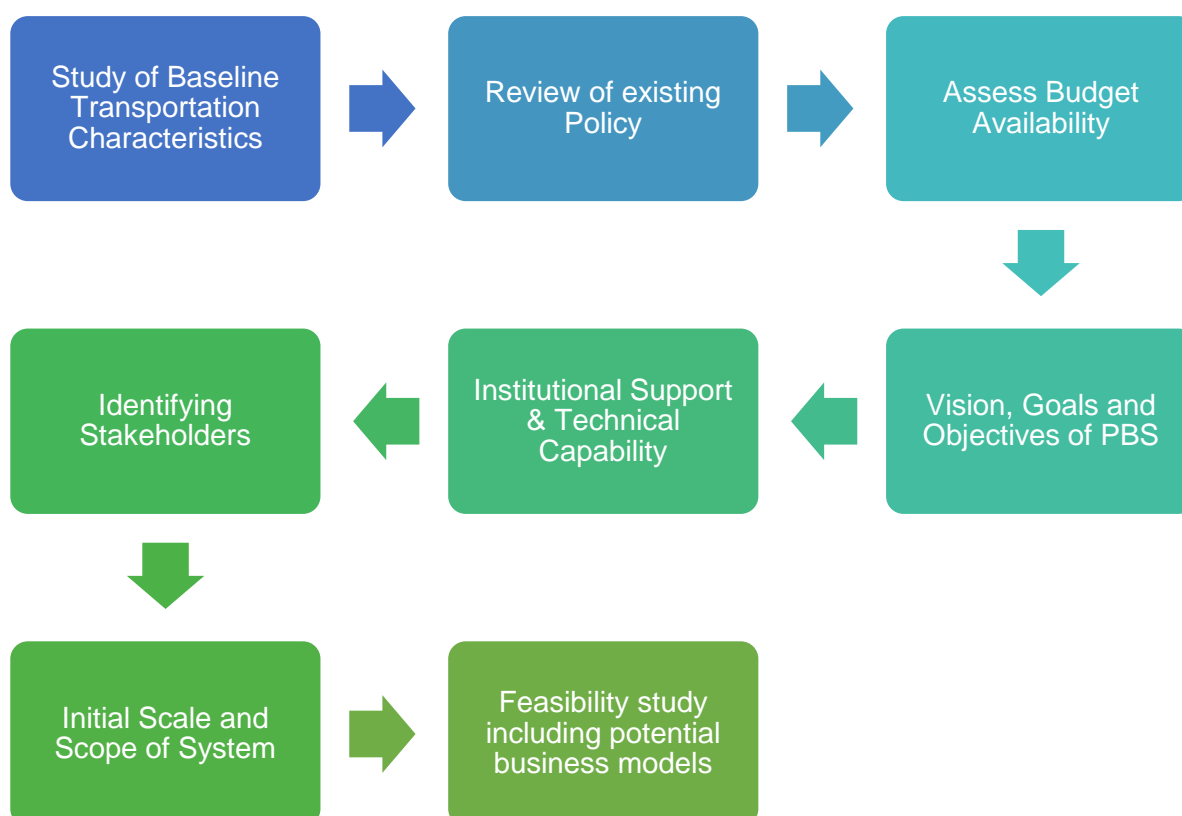 Study of Baseline
Transportation
Characteristics
Review of existing
Policy
Assess Budget
Availability
Vision, Goals and
Objectives of PBS
Institutional Support
& Technical
Capability
Identifying
Stakeholders
Initial Scale and
Scope of System
Feasibility study
including potential
business models